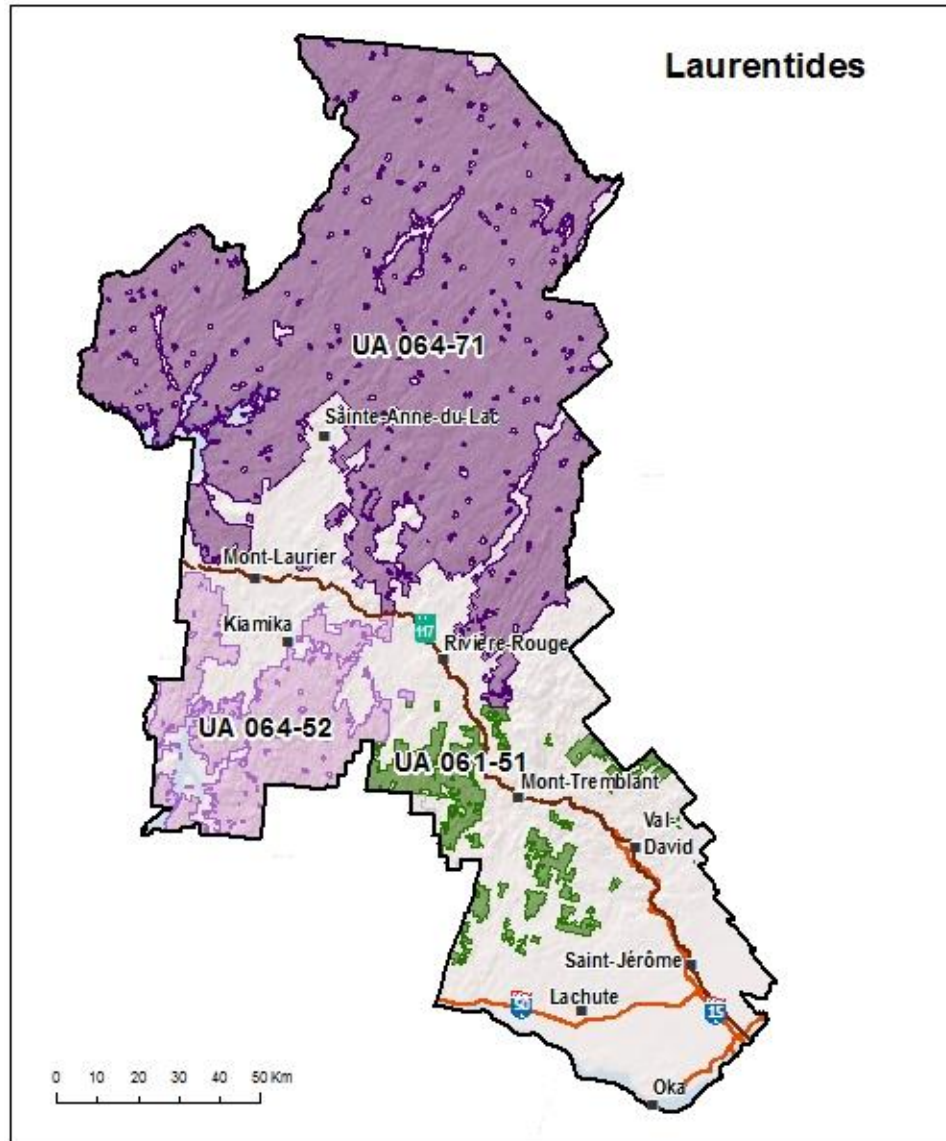 Laurentides
UA 064-71
Sainte-Anne-du-Lac
Mont-Laurier
Kiamika
117
Rivière-Rouge
UA 064-52
UA 061-51
Mont-Tremblant
Val-
David
Saint-Jérôme
Lachute
50
15
0 10 20 30 40 50 Km
Oka